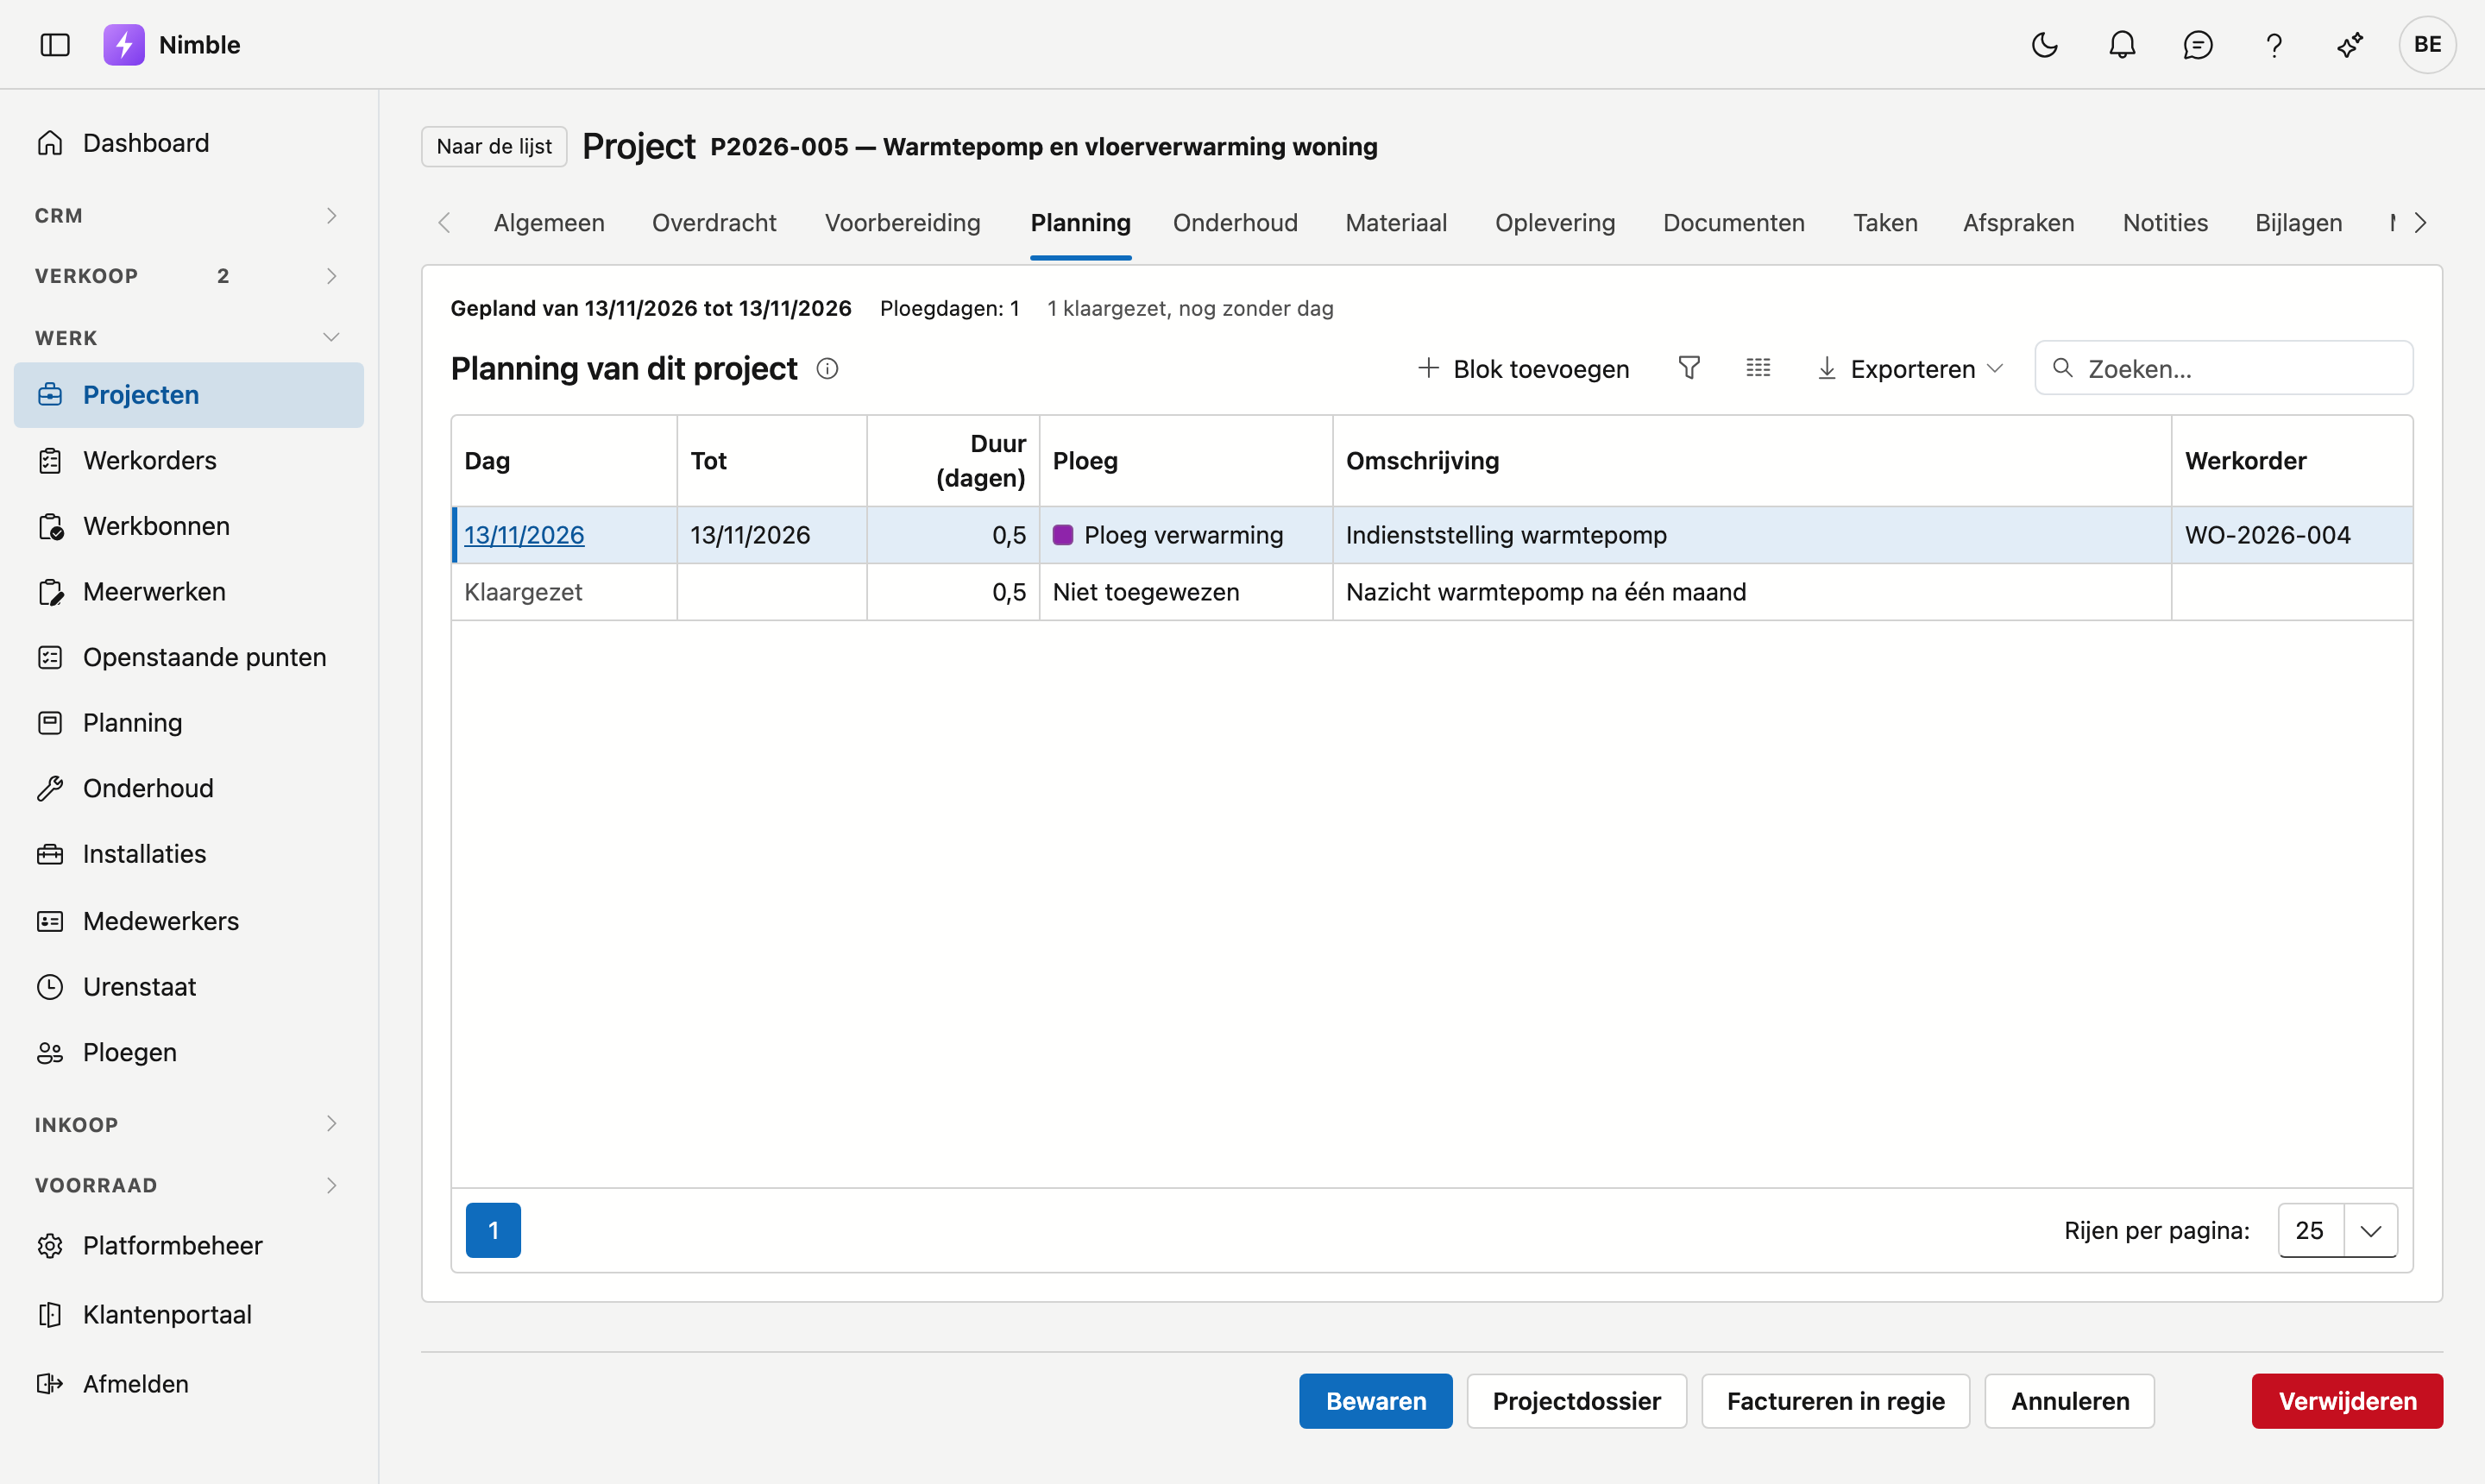 Nimble
BE
Dashboard
CRM
VERKOOP 2
WERK
Projecten
Werkorders
Werkbonnen
Meerwerken
Openstaande punten
Planning
Onderhoud
Installaties
Medewerkers
Urenstaat
Ploegen
INKOOP
VOORRAAD
Platformbeheer
Klantenportaal
Afmelden
Naar de lijst Project P2026-005 — Warmtepomp en vloerverwarming woning
Algemeen Overdracht Voorbereiding Planning Onderhoud Materiaal Oplevering Documenten Taken Afspraken Notities Bijlagen
Gepland van 13/11/2026 tot 13/11/2026 Ploegdagen: 1 1 klaargezet, nog zonder dag
Planning van dit project Blok toevoegen Exporteren Zoeken...
Dag Tot Duur (dagen) Ploeg Omschrijving Werkorder
13/11/2026 13/11/2026 0,5 Ploeg verwarming Indienststelling warmtepomp WO-2026-004
Klaargezet 0,5 Niet toegewezen Nazicht warmtepomp na één maand
1 Rijen per pagina: 25
Bewaren Projectdossier Factureren in regie Annuleren Verwijderen